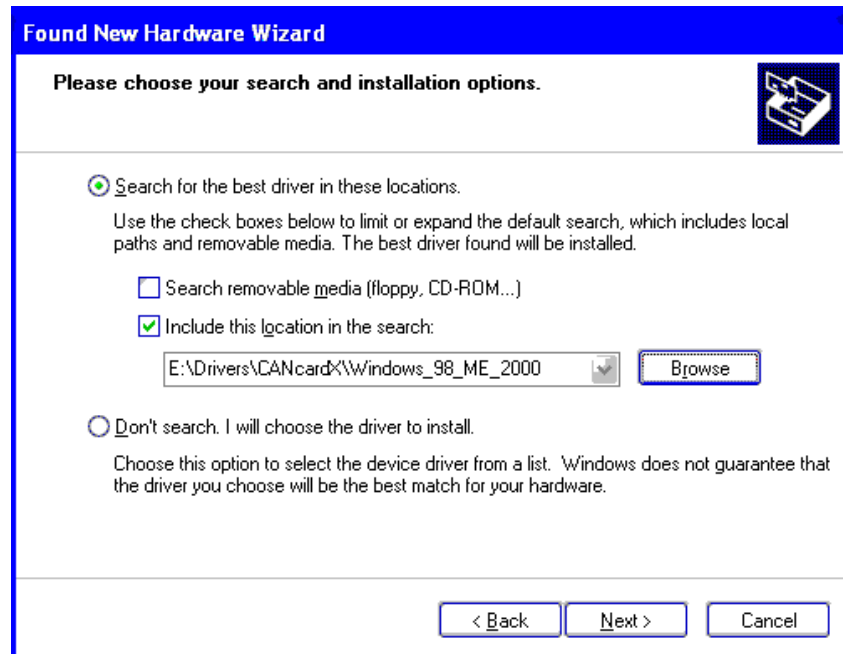 Found New Hardware Wizard
Please choose your search and installation options.
Search for the best driver in these locations.
Use the check boxes below to limit or expand the default search, which includes local
paths and removable media. The best driver found will be installed.
Search removable media (floppy, CD-ROM...)
Include this location in the search:
E:\Drivers\CANcardX\Windows_98_ME_2000
Browse
Don't search. I will choose the driver to install.
Choose this option to select the device driver from a list.  Windows does not guarantee that
the driver you choose will be the best match for your hardware.
< Back
Next >
Cancel